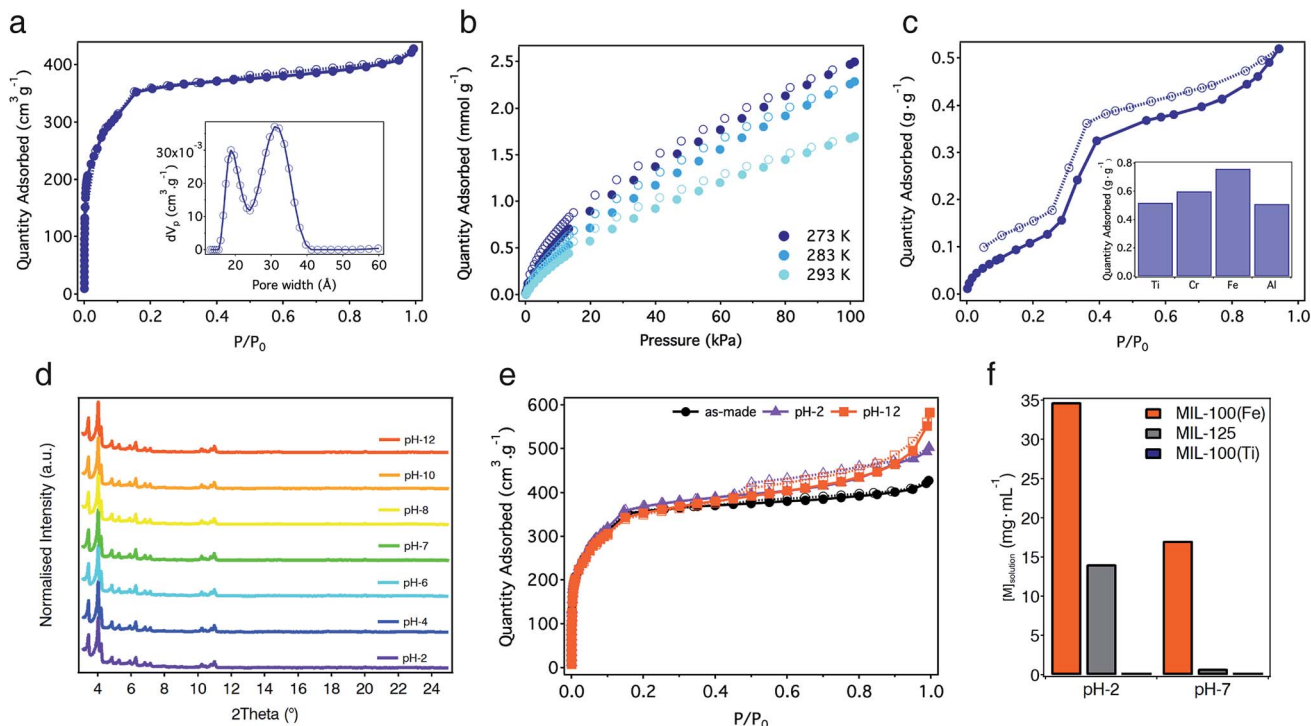 a
Quantity Adsorbed (cm³ g⁻¹)
400
300
200
100
0
0.0 0.2 0.4 0.6 0.8 1.0
P/P₀
dVₚ (cm³.g⁻¹)
30x10⁻³
20
10
0
20 30 40 50 60
Pore width (Å)
b
Quantity Adsorbed (mmol g⁻¹)
2.5
2.0
1.5
1.0
0.5
0.0
0 20 40 60 80 100
Pressure (kPa)
273 K
283 K
293 K
c
Quantity Adsorbed (g·g⁻¹)
0.5
0.4
0.3
0.2
0.1
0.0
0.0 0.2 0.4 0.6 0.8 1.0
P/P₀
Quantity Adsorbed (g·g⁻¹)
0.8
0.6
0.4
0.2
0.0
Ti Cr Fe Al
d
Normalised Intensity (a.u.)
pH-12
pH-10
pH-8
pH-7
pH-6
pH-4
pH-2
4 6 8 10 12 14 16 18 20 22 24
2Theta (°)
e
Quantity Adsorbed (cm³.g⁻¹)
600
500
400
300
200
100
0
as-made pH-2 pH-12
0.0 0.2 0.4 0.6 0.8 1.0
P/P₀
f
[M]solution (mg·mL⁻¹)
35
30
25
20
15
10
5
0
MIL-100(Fe)
MIL-125
MIL-100(Ti)
pH-2 pH-7